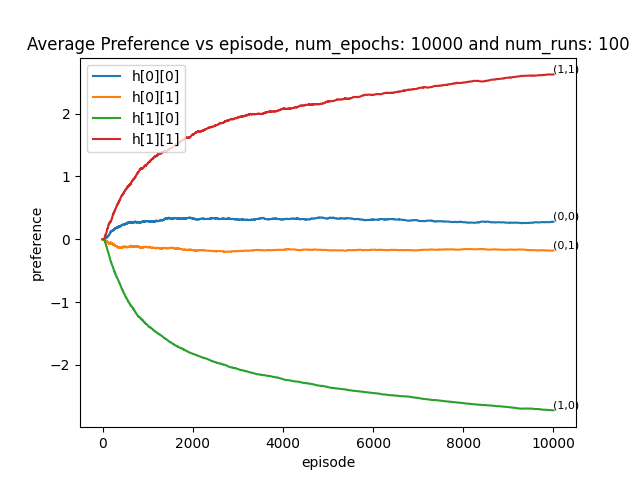 Average Preference vs episode, num_epochs: 10000 and num_runs: 100
h[0][0]
h[0][1]
h[1][0]
h[1][1]
(1,1)
(0,0)
(0,1)
(1,0)
preference
2
1
0
−1
−2
0 2000 4000 6000 8000 10000
episode